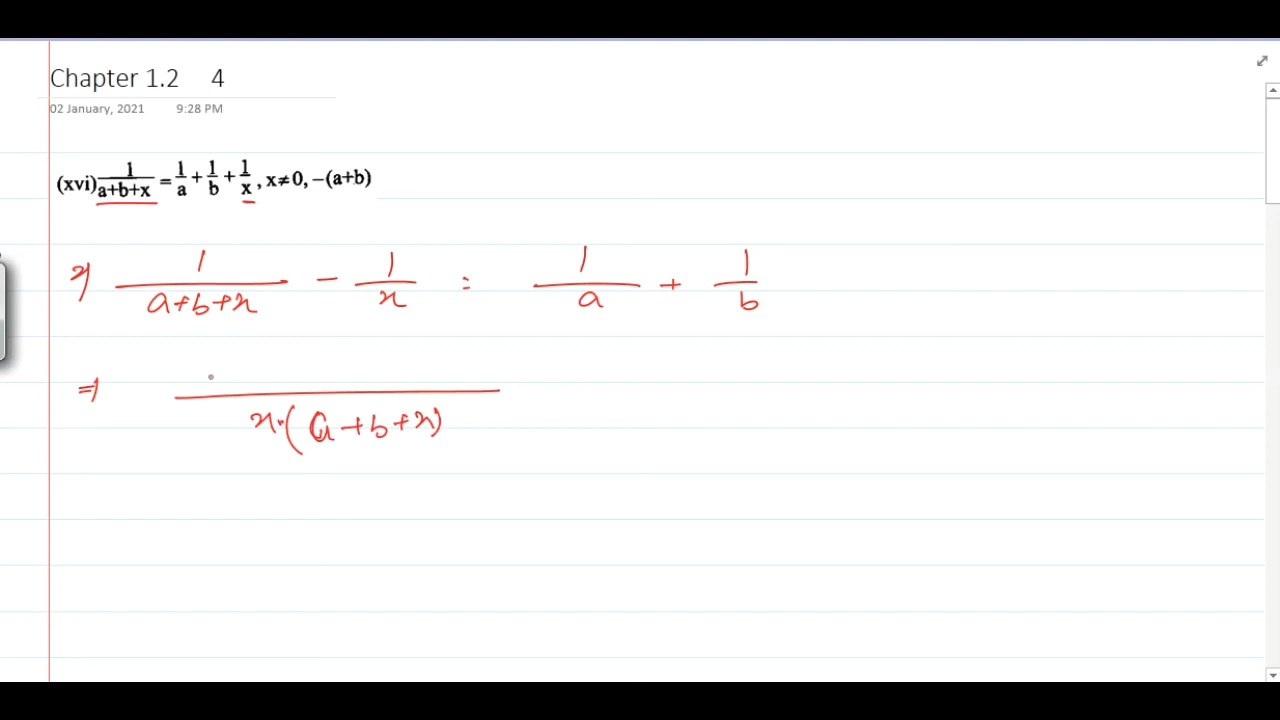 Chapter 1.2 4
02 January, 2021 9:28 PM
(xvi) 1/(a+b+x) = 1/a + 1/b + 1/x, x≠0, −(a+b)
⇒ 1/(a+b+x) − 1/x = 1/a + 1/b
⇒ /(x·(a+b+x))